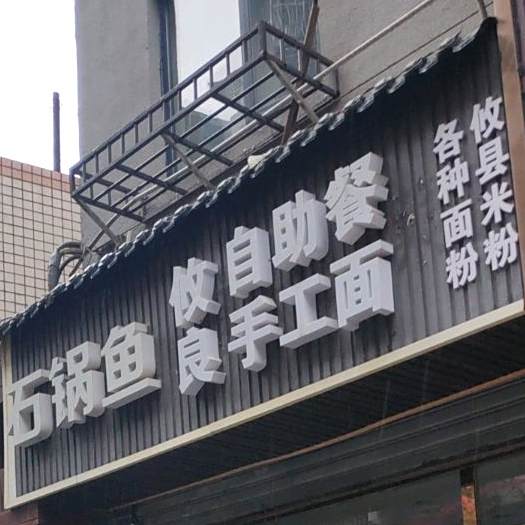 石锅鱼
攸自助餐
良手工面
攸县米粉
各种面粉